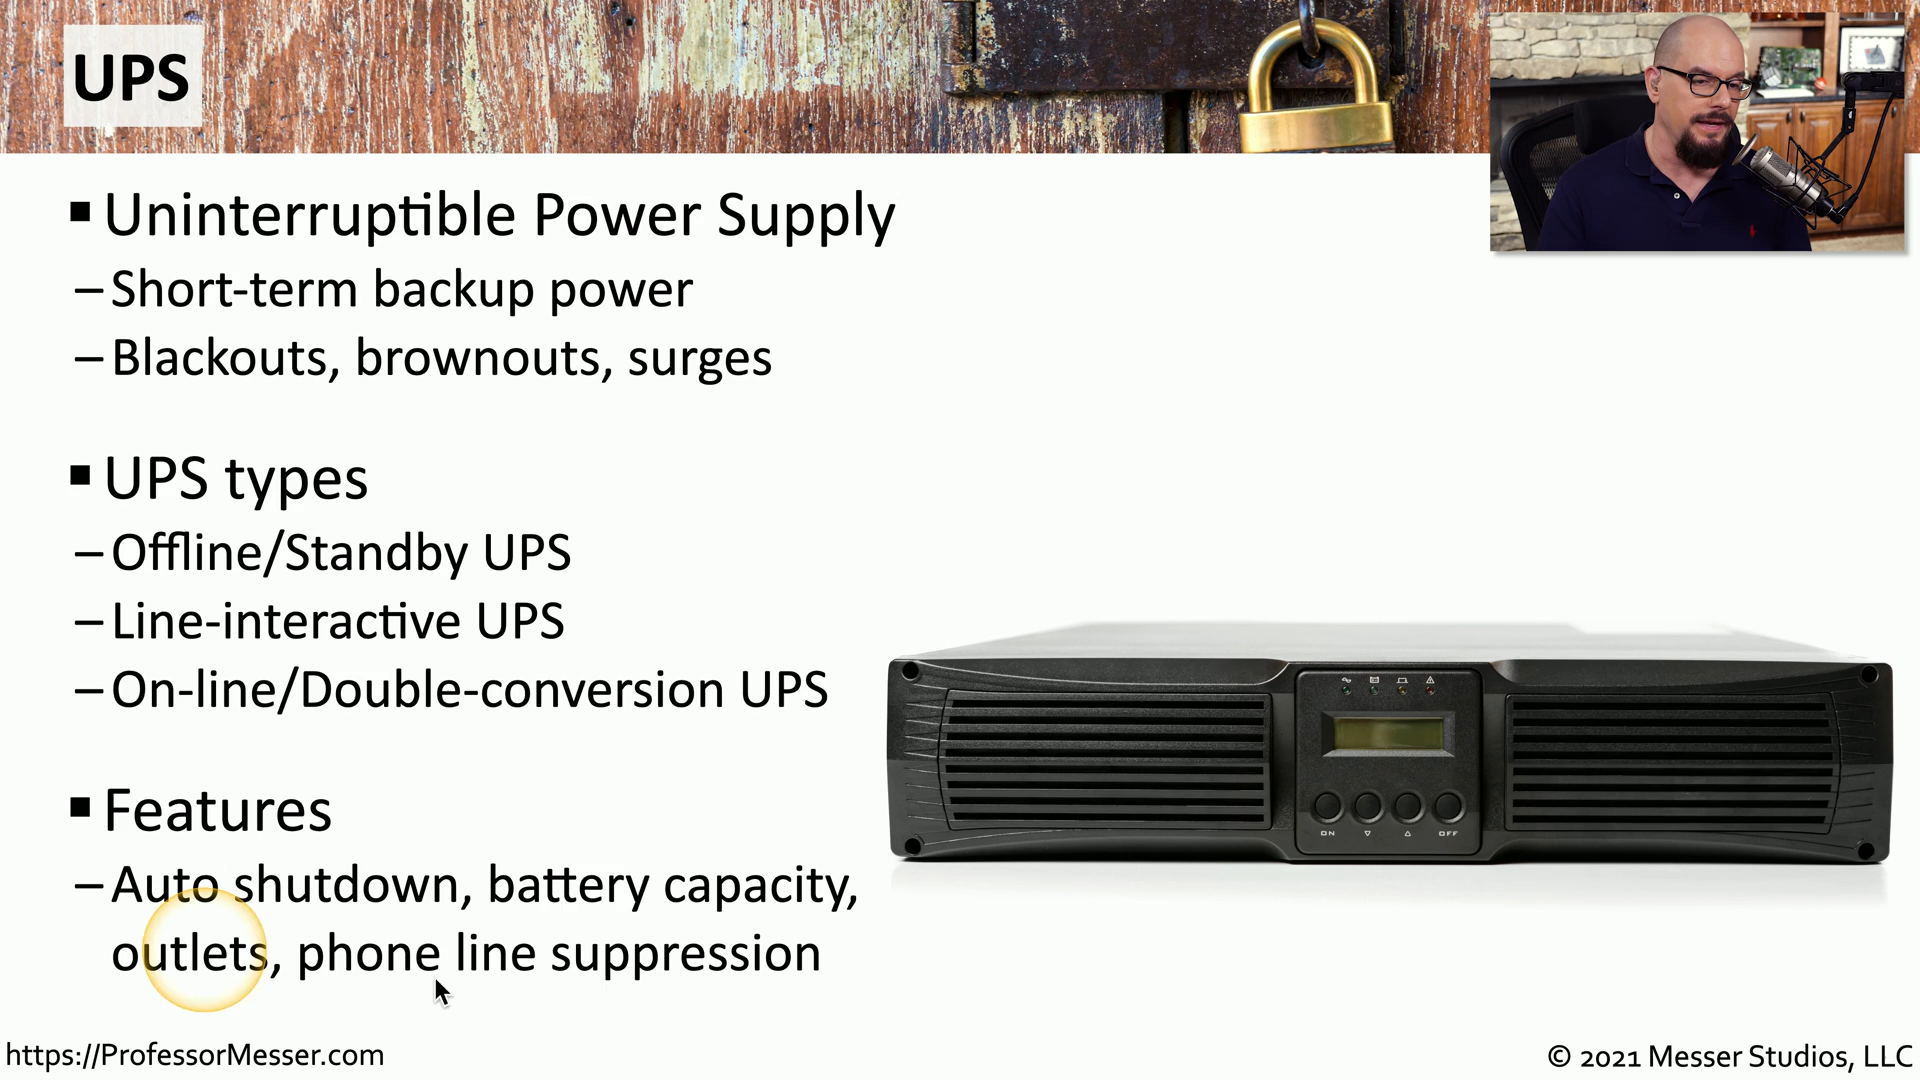 UPS
▪ Uninterruptible Power Supply
– Short-term backup power
– Blackouts, brownouts, surges
▪ UPS types
– Offline/Standby UPS
– Line-interactive UPS
– On-line/Double-conversion UPS
▪ Features
– Auto shutdown, battery capacity,
outlets, phone line suppression
ON OFF
https://ProfessorMesser.com
© 2021 Messer Studios, LLC